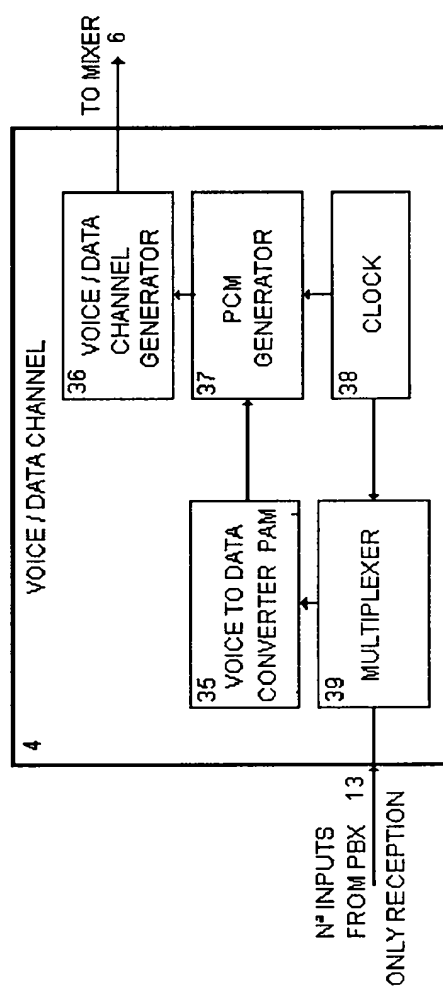 VOICE / DATA CHANNEL
4
36 VOICE / DATA
CHANNEL
GENERATOR
TO MIXER
6
35
VOICE TO DATA
CONVERTER PAM
37
PCM
GENERATOR
39
MULTIPLEXER
38
CLOCK
Nª INPUTS
FROM PBX 13
ONLY RECEPTION